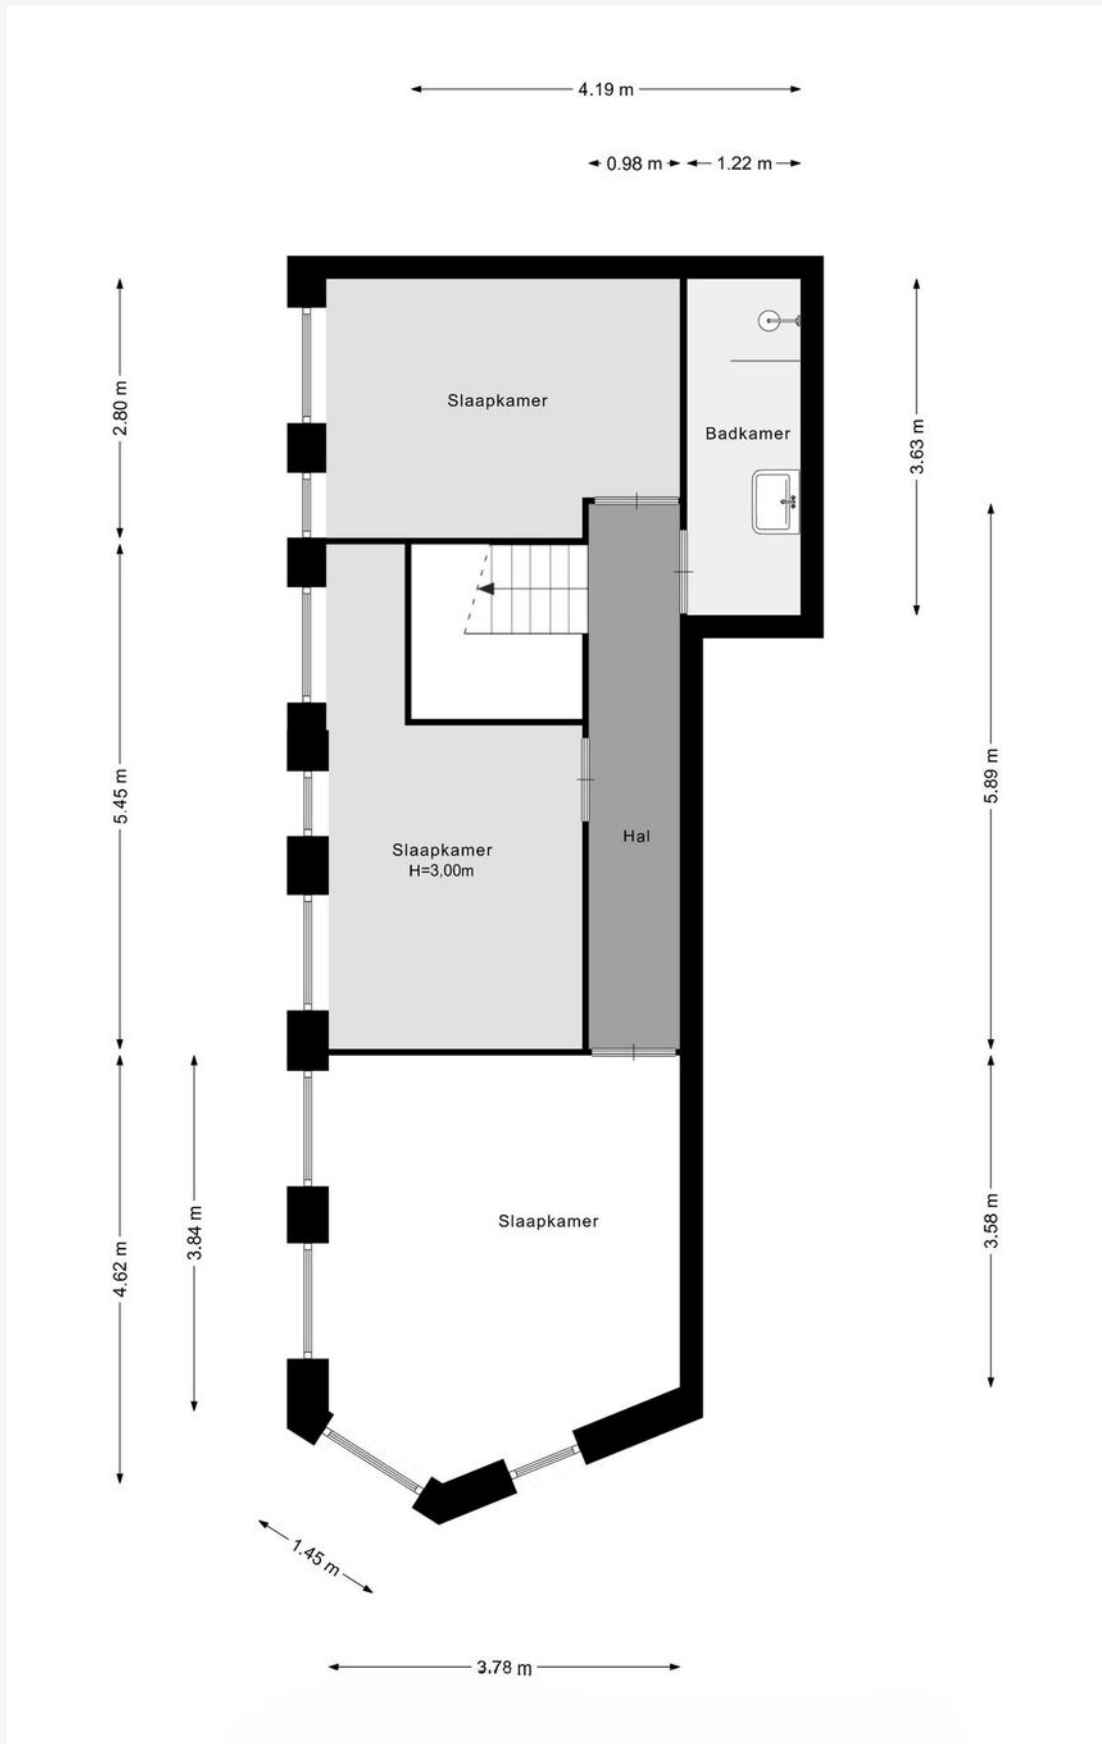 4.19 m
0.98 m
1.22 m
2.80 m
Slaapkamer
Badkamer
3.63 m
5.45 m
5.89 m
Hal
Slaapkamer
H=3,00m
4.62 m
3.84 m
Slaapkamer
3.58 m
1.45 m
3.78 m